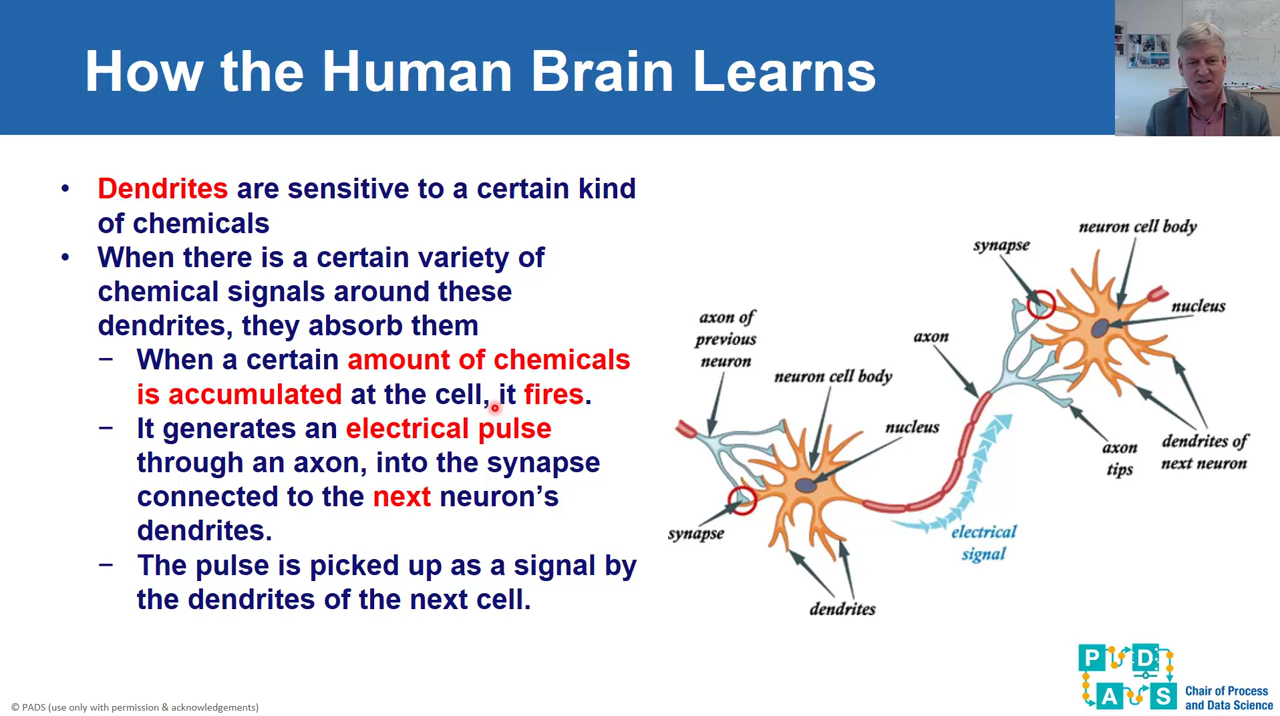 How the Human Brain Learns
• Dendrites are sensitive to a certain kind
of chemicals
• When there is a certain variety of
chemical signals around these
dendrites, they absorb them
− When a certain amount of chemicals
is accumulated at the cell, it fires.
− It generates an electrical pulse
through an axon, into the synapse
connected to the next neuron’s
dendrites.
− The pulse is picked up as a signal by
the dendrites of the next cell.
axon of
previous
neuron
neuron cell body
nucleus
synapse
dendrites
axon
electrical
signal
synapse
neuron cell body
nucleus
axon
tips
dendrites of
next neuron
P D
A S
Chair of Process
and Data Science
© PADS (use only with permission & acknowledgements)